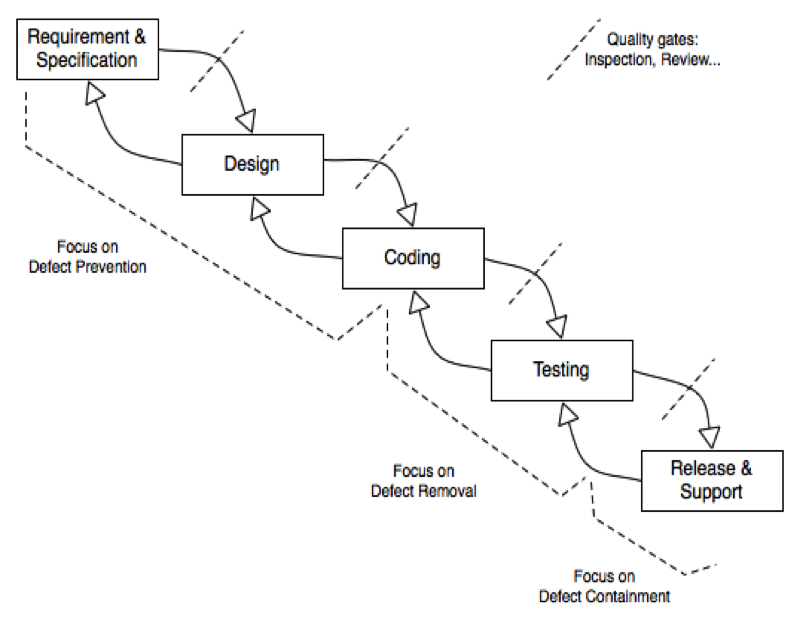 Requirement &
Specification
Quality gates:
Inspection, Review...
Design
Coding
Focus on
Defect Prevention
Testing
Focus on
Defect Removal
Release &
Support
Focus on
Defect Containment